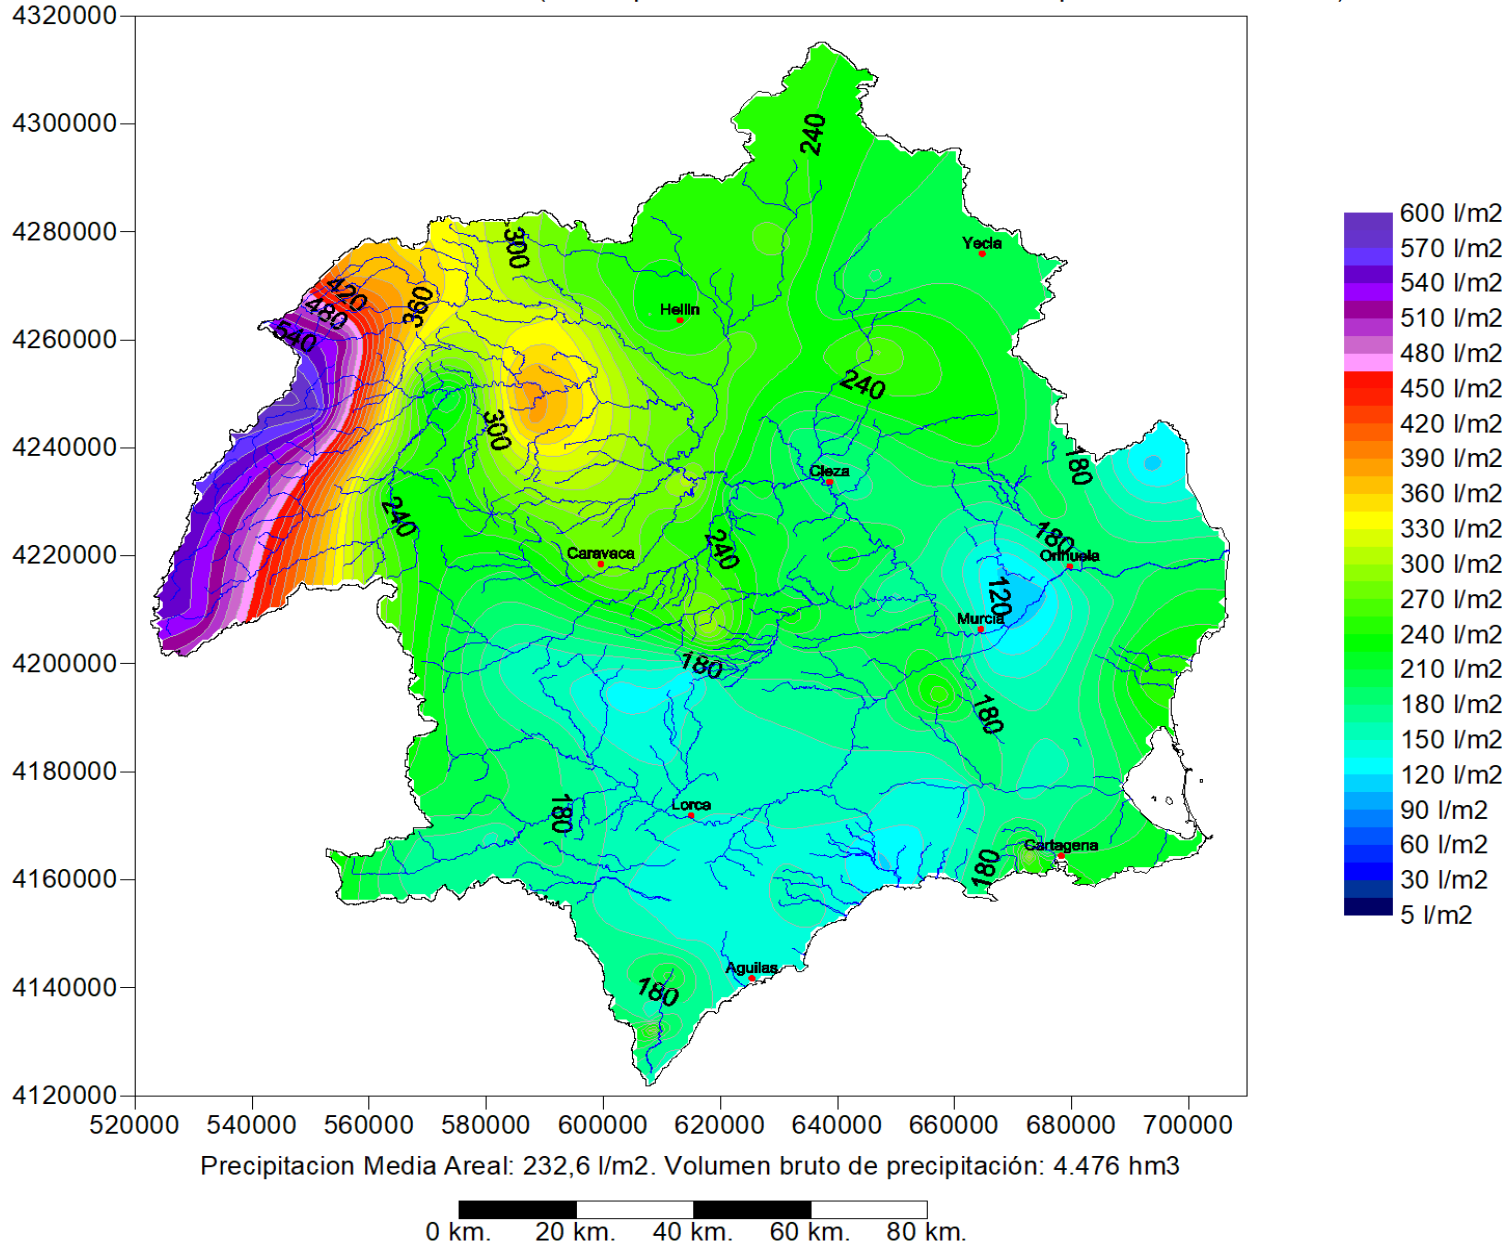 4320000
4300000
4280000
4260000
4240000
4220000
4200000
4180000
4160000
4140000
4120000
520000 540000 560000 580000 600000 620000 640000 660000 680000 700000
240
300
Yecla
420
360
480
Hellin
540
240
300
180
Cieza
240
180
240
Caravaca
Orihuela
120
Murcia
180
180
180
Lorca
180
Cartagena
Aguilas
180
600 l/m2
570 l/m2
540 l/m2
510 l/m2
480 l/m2
450 l/m2
420 l/m2
390 l/m2
360 l/m2
330 l/m2
300 l/m2
270 l/m2
240 l/m2
210 l/m2
180 l/m2
150 l/m2
120 l/m2
90 l/m2
60 l/m2
30 l/m2
5 l/m2
Precipitacion Media Areal: 232,6 l/m2. Volumen bruto de precipitación: 4.476 hm3
0 km. 20 km. 40 km. 60 km. 80 km.